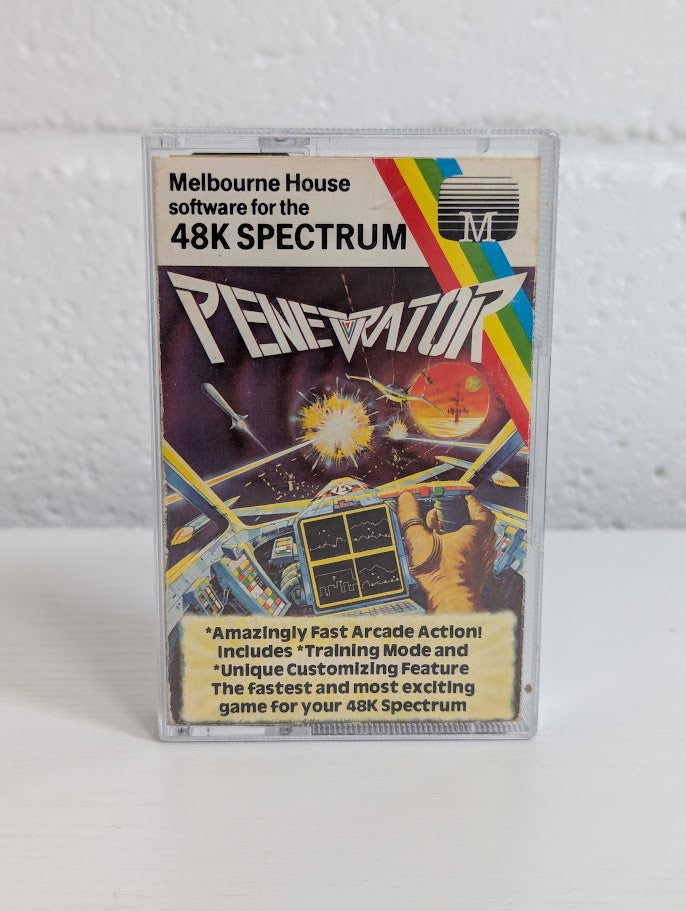 Melbourne House
software for the
48K SPECTRUM
M
PENETRATOR
*Amazingly Fast Arcade Action!
Includes *Training Mode and
*Unique Customizing Feature
The fastest and most exciting
game for your 48K Spectrum